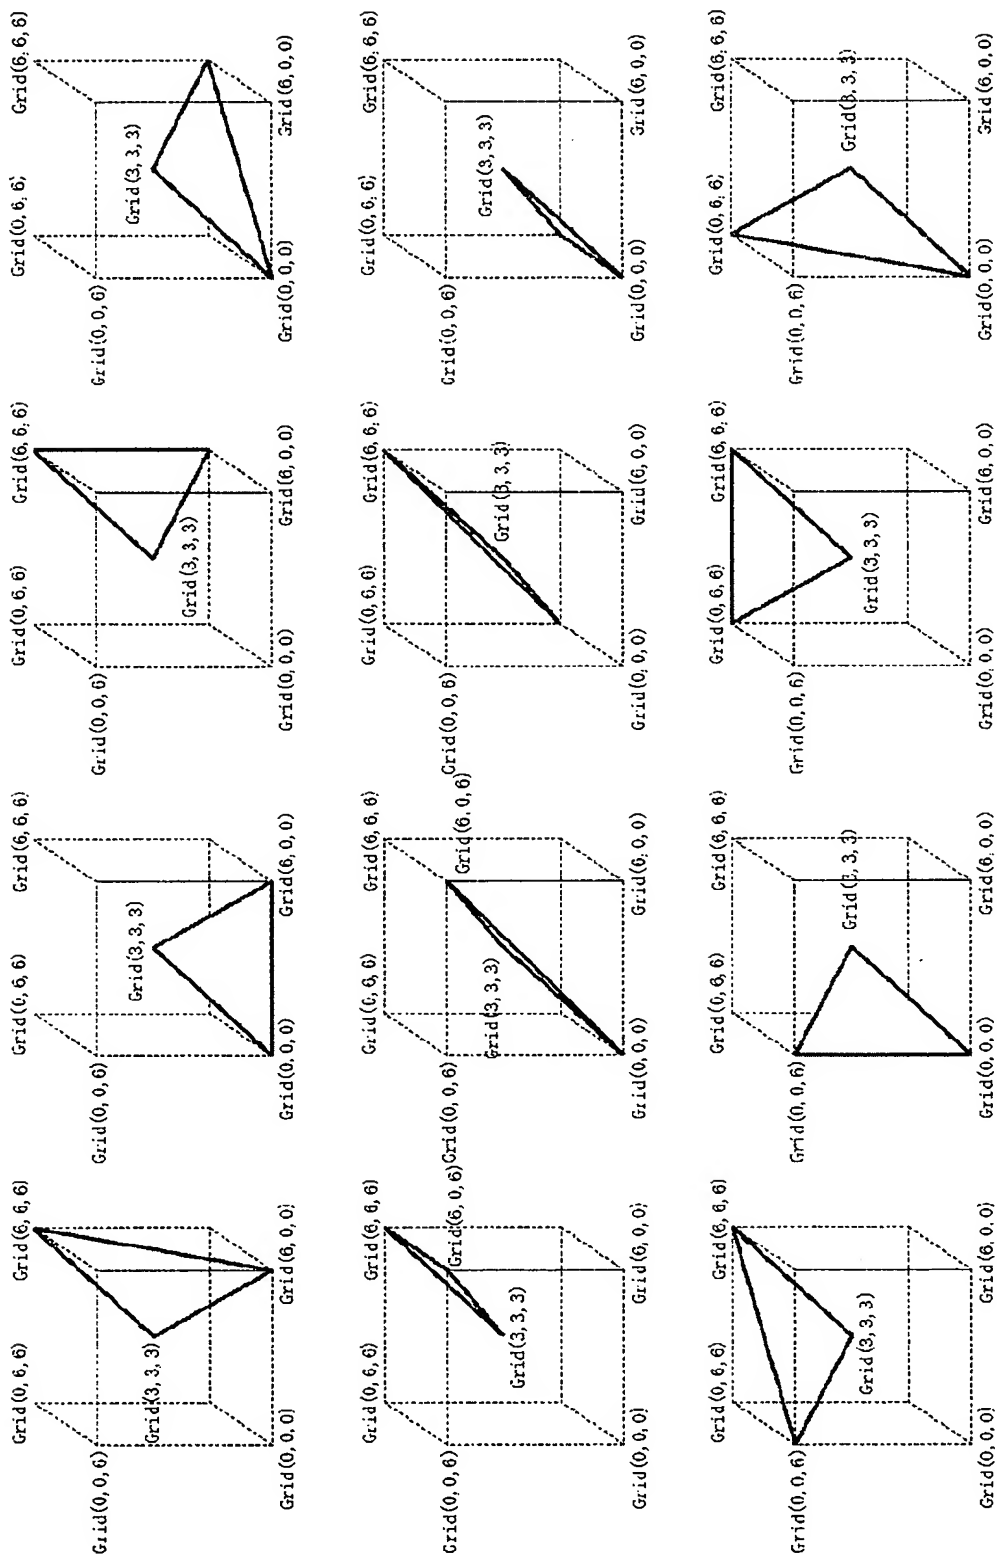 Grid(0, 6, 6)
Grid(6, 6, 6)
Grid(0, 0, 6)
Grid(3, 3, 3)
Grid(0, 0, 0)
Grid(6, 0, 0)
Grid(0, 6, 6)
Grid(6, 6, 6)
Grid(0, 0, 6)
Grid(3, 3, 3)
Grid(0, 0, 0)
Grid(6, 0, 0)
Grid(0, 6, 6)
Grid(6, 6, 6)
Grid(0, 0, 6)
Grid(3, 3, 3)
Grid(0, 0, 0)
Grid(6, 0, 0)
Grid(0, 6, 6)
Grid(6, 6, 6)
Grid(0, 0, 6)
Grid(3, 3, 3)
Grid(0, 0, 0)
Grid(6, 0, 0)
Grid(0, 6, 6)
Grid(6, 6, 6)
Grid(0, 0, 6)
Grid(6, 0, 6)
Grid(3, 3, 3)
Grid(0, 0, 0)
Grid(6, 0, 0)
Grid(0, 6, 6)
Grid(6, 6, 6)
Grid(0, 0, 6)
Grid(6, 0, 6)
Grid(3, 3, 3)
Grid(0, 0, 0)
Grid(6, 0, 0)
Grid(0, 6, 6)
Grid(6, 6, 6)
Grid(0, 0, 6)
Grid(3, 3, 3)
Grid(0, 0, 0)
Grid(6, 0, 0)
Grid(0, 6, 6)
Grid(6, 6, 6)
Grid(0, 0, 6)
Grid(3, 3, 3)
Grid(0, 0, 0)
Grid(6, 0, 0)
Grid(0, 6, 6)
Grid(6, 6, 6)
Grid(0, 0, 6)
Grid(3, 3, 3)
Grid(0, 0, 0)
Grid(6, 0, 0)
Grid(0, 6, 6)
Grid(6, 6, 6)
Grid(0, 0, 6)
Grid(3, 3, 3)
Grid(0, 0, 0)
Grid(6, 0, 0)
Grid(0, 6, 6)
Grid(6, 6, 6)
Grid(0, 0, 6)
Grid(3, 3, 3)
Grid(0, 0, 0)
Grid(6, 0, 0)
Grid(0, 6, 6)
Grid(6, 6, 6)
Grid(0, 0, 6)
Grid(3, 3, 3)
Grid(0, 0, 0)
Grid(6, 0, 0)